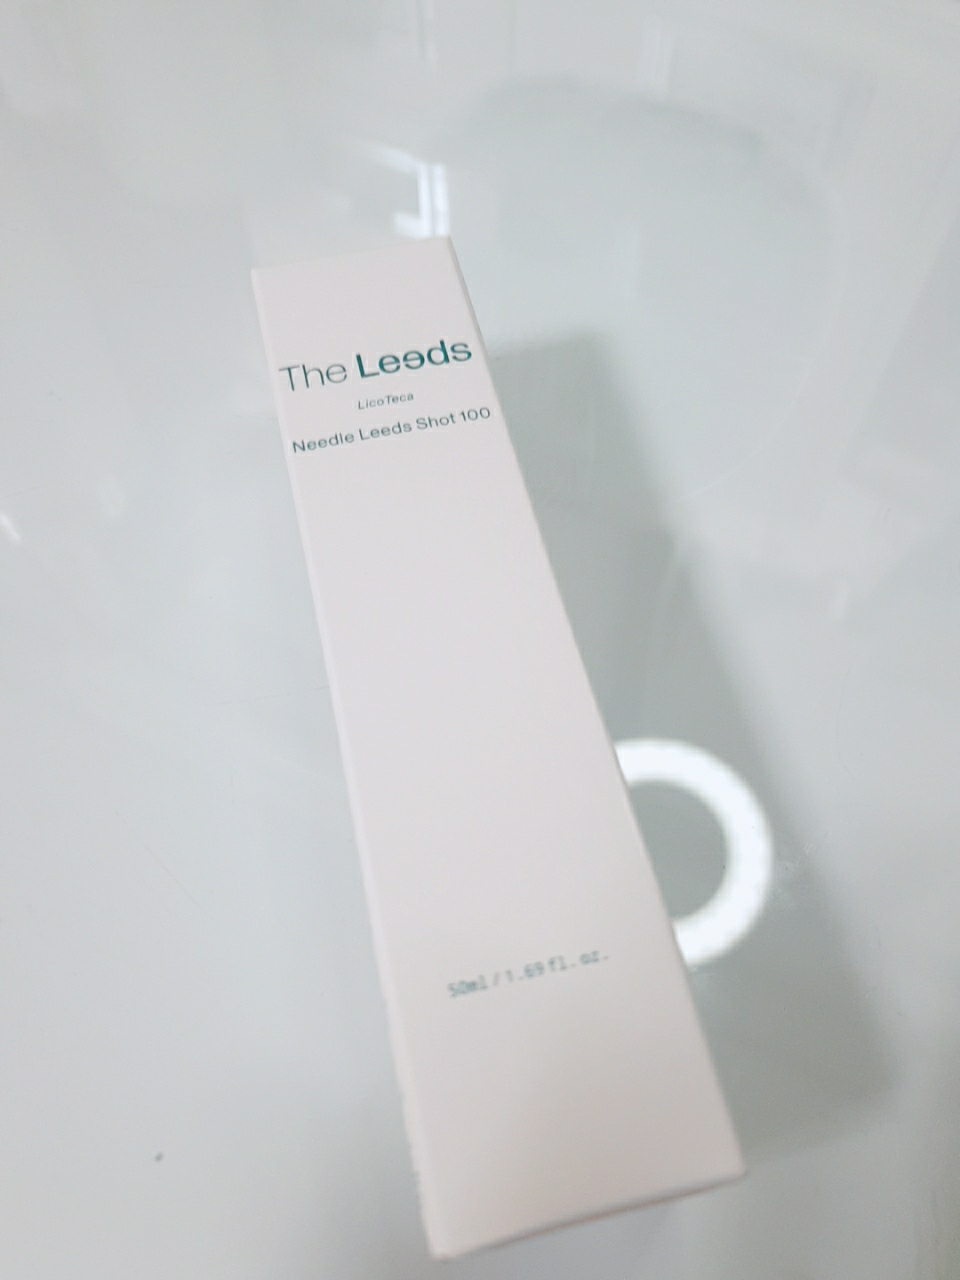 The Leeds
LicoTeca
Needle Leeds Shot 100
50ml / 1.69 fl. oz.